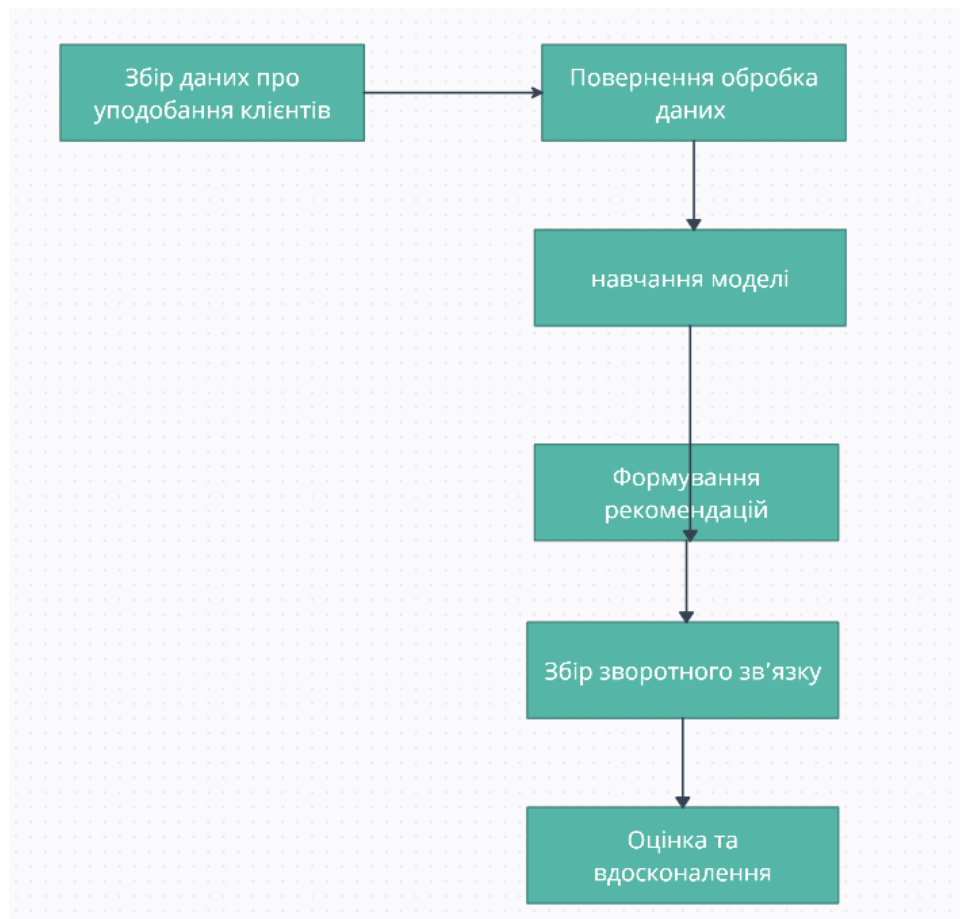 Збір даних про
уподобання клієнтів
Повернення обробка
даних
навчання моделі
Формування
рекомендацій
Збір зворотного зв’язку
Оцінка та
вдосконалення